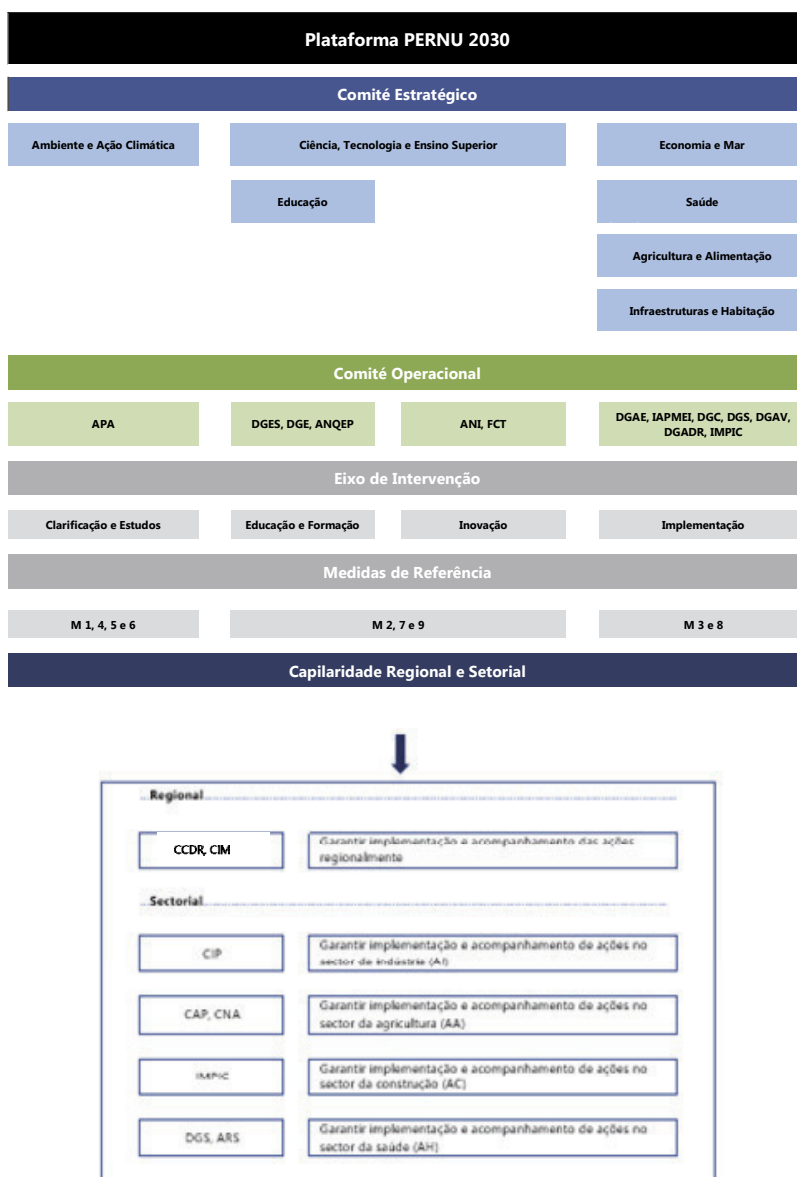 Plataforma PERNU 2030
Comité Estratégico
Ambiente e Ação Climática
Ciência, Tecnologia e Ensino Superior
Economia e Mar
Educação
Saúde
Agricultura e Alimentação
Infraestruturas e Habitação
Comité Operacional
APA
DGES, DGE, ANQEP
ANI, FCT
DGAE, IAPMEI, DGC, DGS, DGAV,
DGADR, IMPIC
Eixo de Intervenção
Clarificação e Estudos
Educação e Formação
Inovação
Implementação
Medidas de Referência
M 1, 4, 5 e 6
M 2, 7 e 9
M 3 e 8
Capilaridade Regional e Setorial
Regional
CCDR, CIM
Garantir implementação e acompanhamento das ações
regionalmente
Sectorial
CIP
Garantir implementação e acompanhamento de ações no
sector de indústria (AI)
CAP, CNA
Garantir implementação e acompanhamento de ações no
sector da agricultura (AA)
IMPIC
Garantir implementação e acompanhamento de ações no
sector da construção (AC)
DGS, ARS
Garantir implementação e acompanhamento de ações no
sector da saúde (AH)